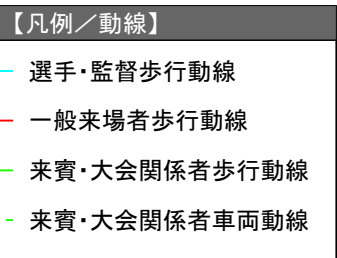 【凡例／動線】
選手・監督歩行動線
一般来場者歩行動線
来賓・大会関係者歩行動線
来賓・大会関係者車両動線